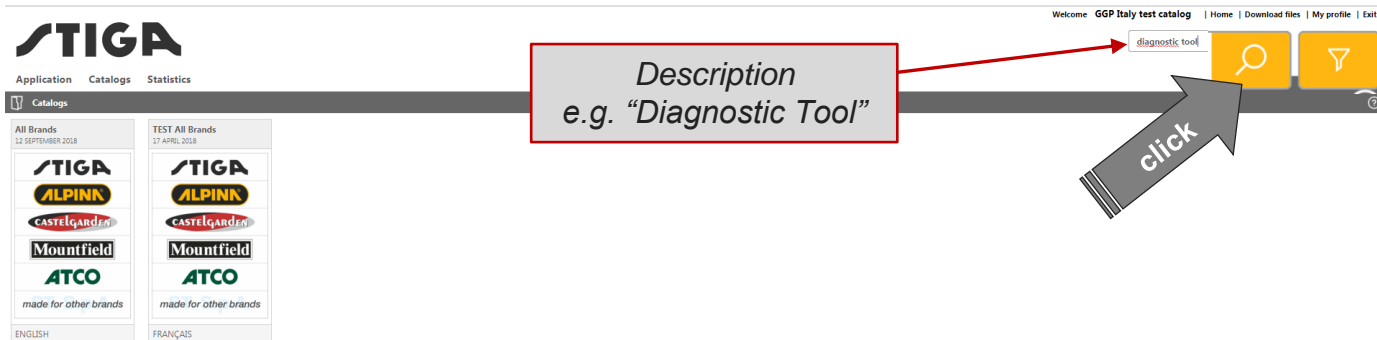 Welcome GGP Italy test catalog | Home | Download files | My profile | Exit
STIGA
diagnostic tool
Description
e.g. “Diagnostic Tool”
Application Catalogs Statistics
Catalogs
click
All Brands
12 SEPTEMBER 2018
STIGA
ALPINA
CASTELGARDEN
Mountfield
ATCO
made for other brands
ENGLISH
TEST All Brands
17 APRIL 2018
STIGA
ALPINA
CASTELGARDEN
Mountfield
ATCO
made for other brands
FRANÇAIS